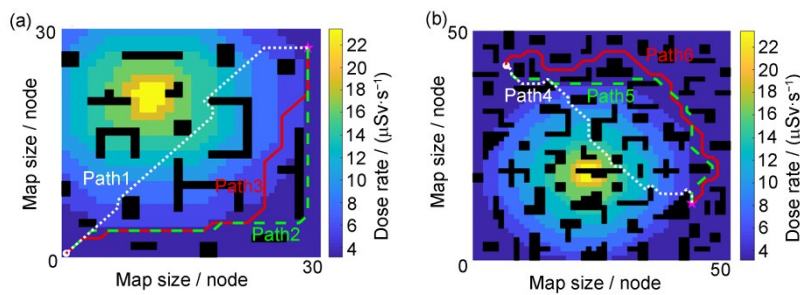 (a)
30
Map size / node
0
Map size / node
30
Path1
Path3
Path2
22
20
18
16
14
12
10
8
6
4
Dose rate / (μSv·s⁻¹)
(b)
50
Map size / node
0
Map size / node
50
Path6
Path4
Path5
22
20
18
16
14
12
10
8
6
4
Dose rate / (μSv·s⁻¹)